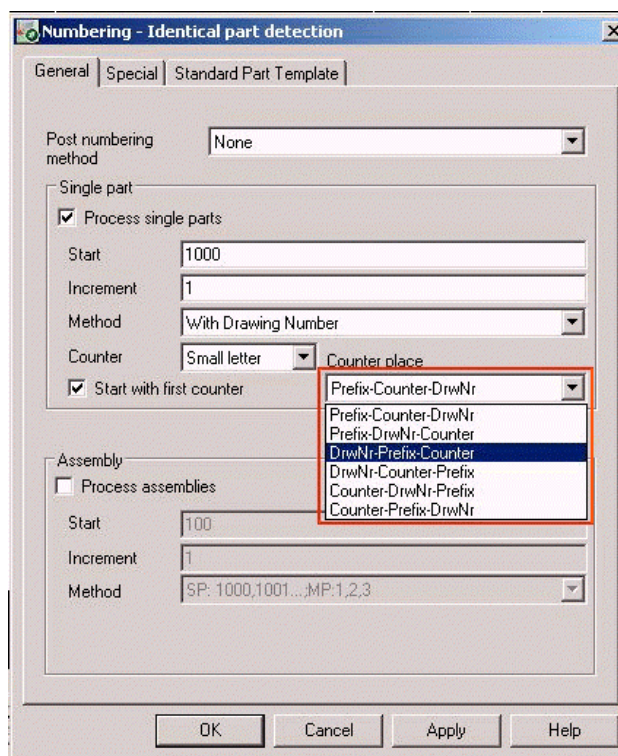 Numbering - Identical part detection
General Special Standard Part Template
Post numbering method None
Single part
Process single parts
Start 1000
Increment 1
Method With Drawing Number
Counter Small letter Counter place
Start with first counter Prefix-Counter-DrwNr
Prefix-Counter-DrwNr
Prefix-DrwNr-Counter
DrwNr-Prefix-Counter
DrwNr-Counter-Prefix
Counter-DrwNr-Prefix
Counter-Prefix-DrwNr
Assembly
Process assemblies
Start 100
Increment 1
Method SP: 1000,1001...;MP:1,2,3
OK Cancel Apply Help